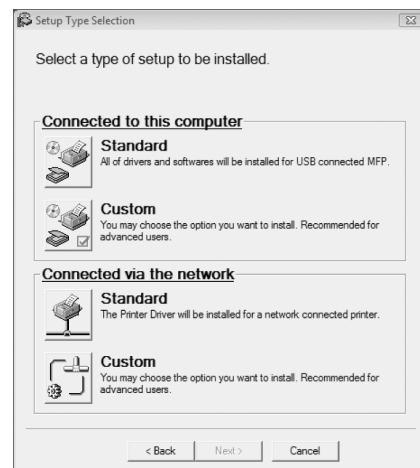 Setup Type Selection
Select a type of setup to be installed.
Connected to this computer
Standard
All of drivers and softwares will be installed for USB connected MFP.
Custom
You may choose the option you want to install. Recommended for
advanced users.
Connected via the network
Standard
The Printer Driver will be installed for a network connected printer.
Custom
You may choose the option you want to install. Recommended for
advanced users.
< Back
Next >
Cancel